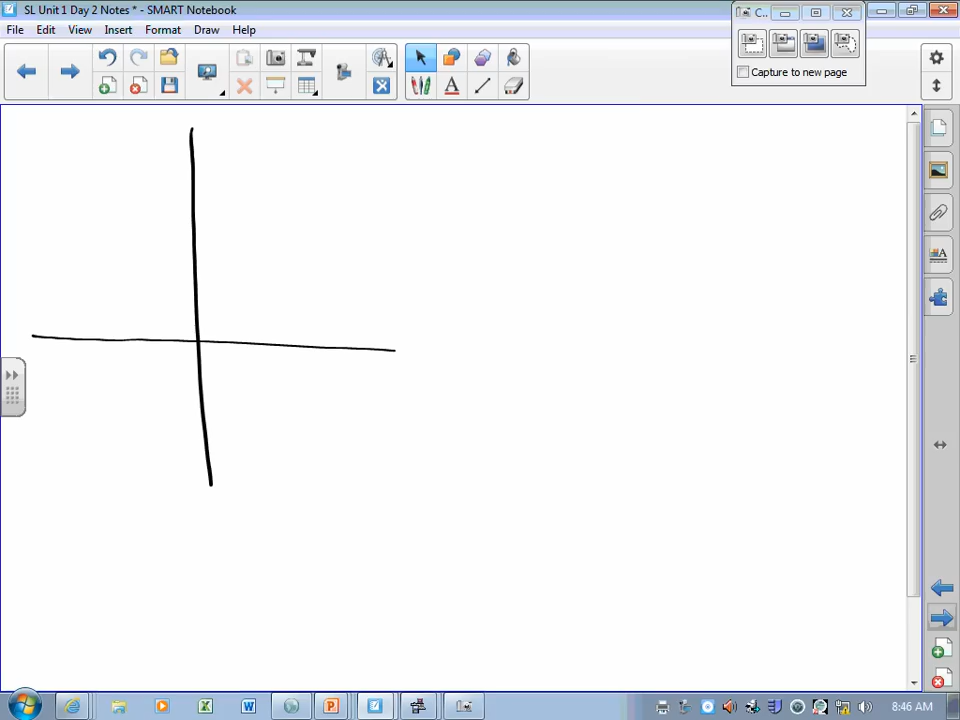 SL Unit 1 Day 2 Notes * - SMART Notebook
C...
File Edit View Insert Format Draw Help
Capture to new page
8:46 AM